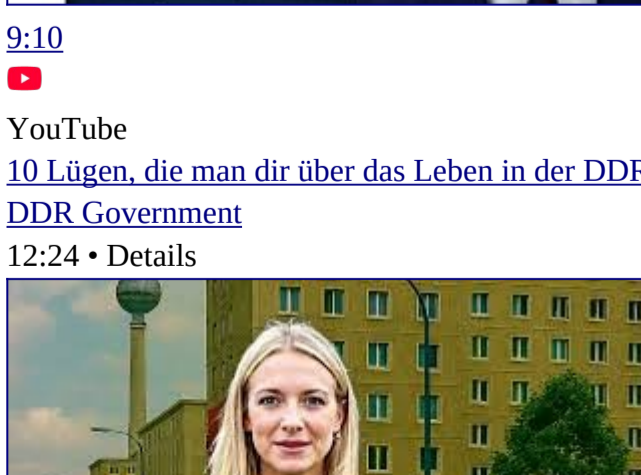 9:10
YouTube
10 Lügen, die man dir über das Leben in der DDR
DDR Government
12:24 • Details